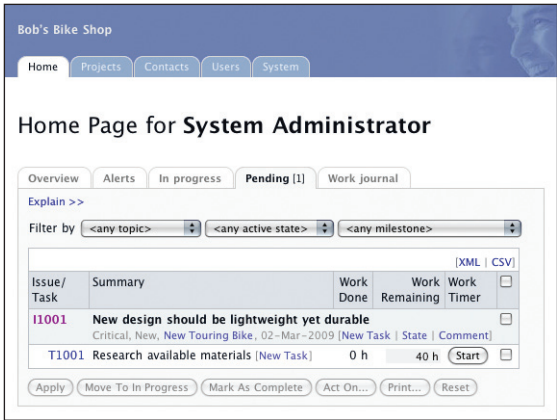 Bob's Bike Shop
Home Projects Contacts Users System
Home Page for System Administrator
Overview Alerts In progress Pending [1] Work journal
Explain >>
Filter by <any topic> <any active state> <any milestone>
[XML | CSV]
Issue/ Summary Work Work Work
Task Done Remaining Timer
I1001 New design should be lightweight yet durable
Critical, New, New Touring Bike, 02-Mar-2009 [New Task | State | Comment]
T1001 Research available materials [New Task] 0 h 40 h Start
Apply Move To In Progress Mark As Complete Act On... Print... Reset